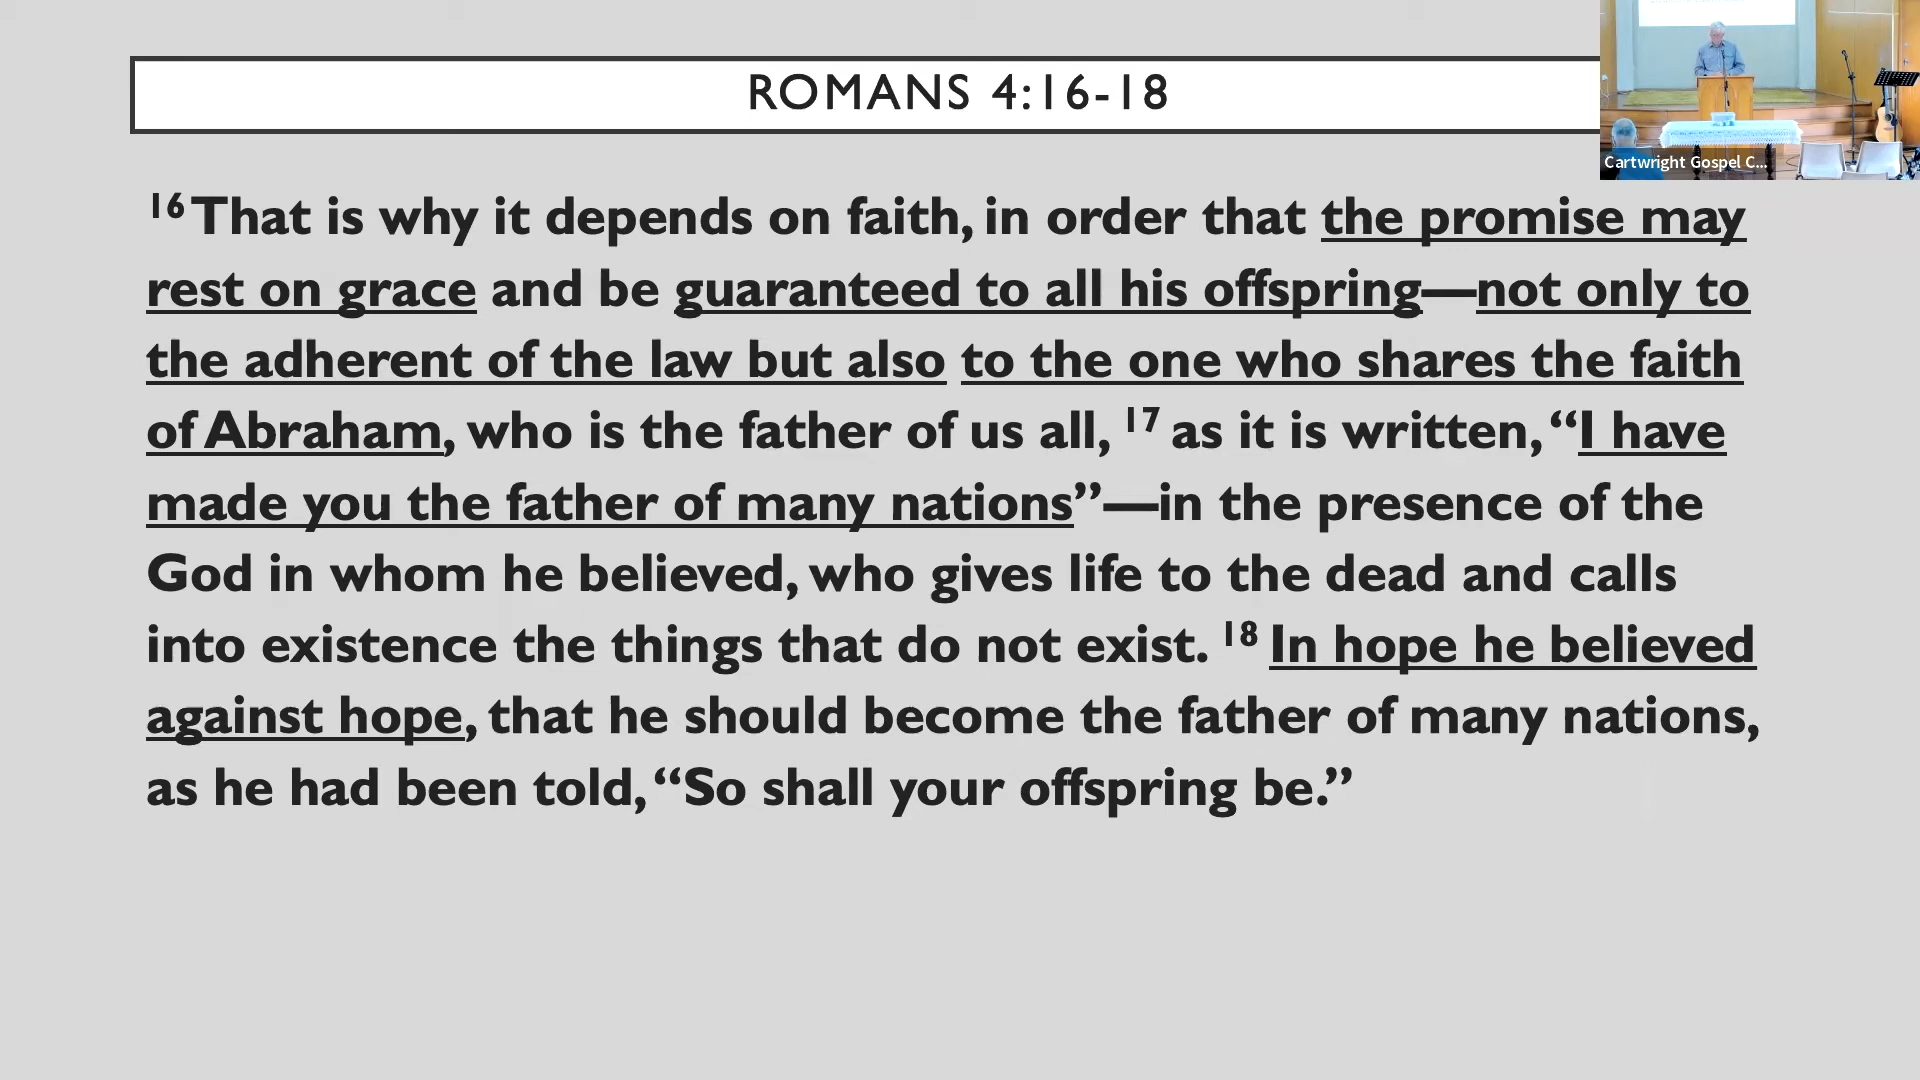 ROMANS 4:16-18
Cartwright Gospel C...
16 That is why it depends on faith, in order that the promise may
rest on grace and be guaranteed to all his offspring—not only to
the adherent of the law but also to the one who shares the faith
of Abraham, who is the father of us all, 17 as it is written, “I have
made you the father of many nations”—in the presence of the
God in whom he believed, who gives life to the dead and calls
into existence the things that do not exist. 18 In hope he believed
against hope, that he should become the father of many nations,
as he had been told, “So shall your offspring be.”